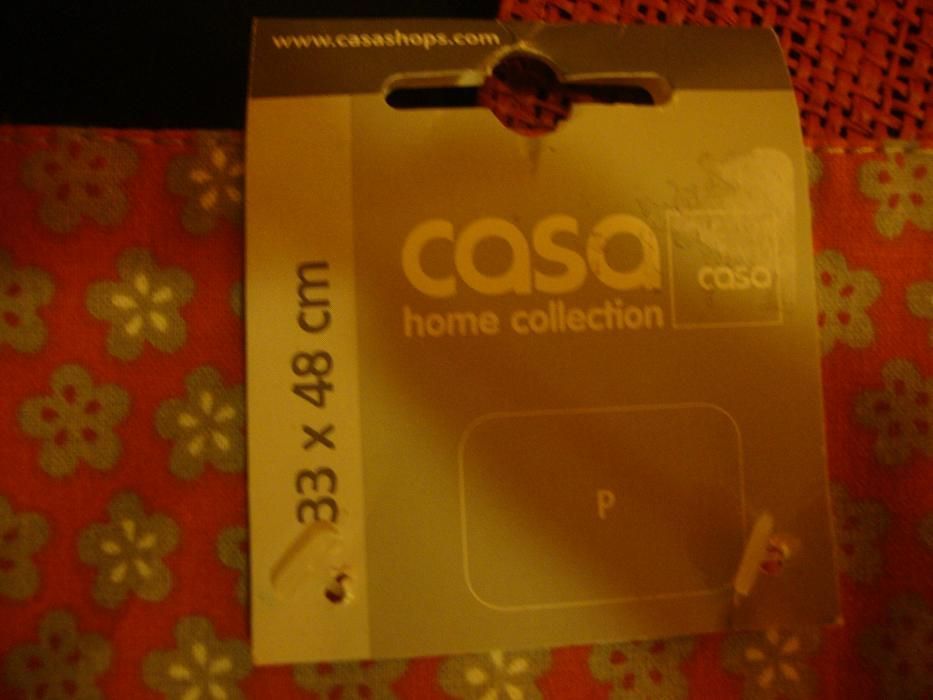 www.casashops.com
casa
home collection
casa
33 x 48 cm
P